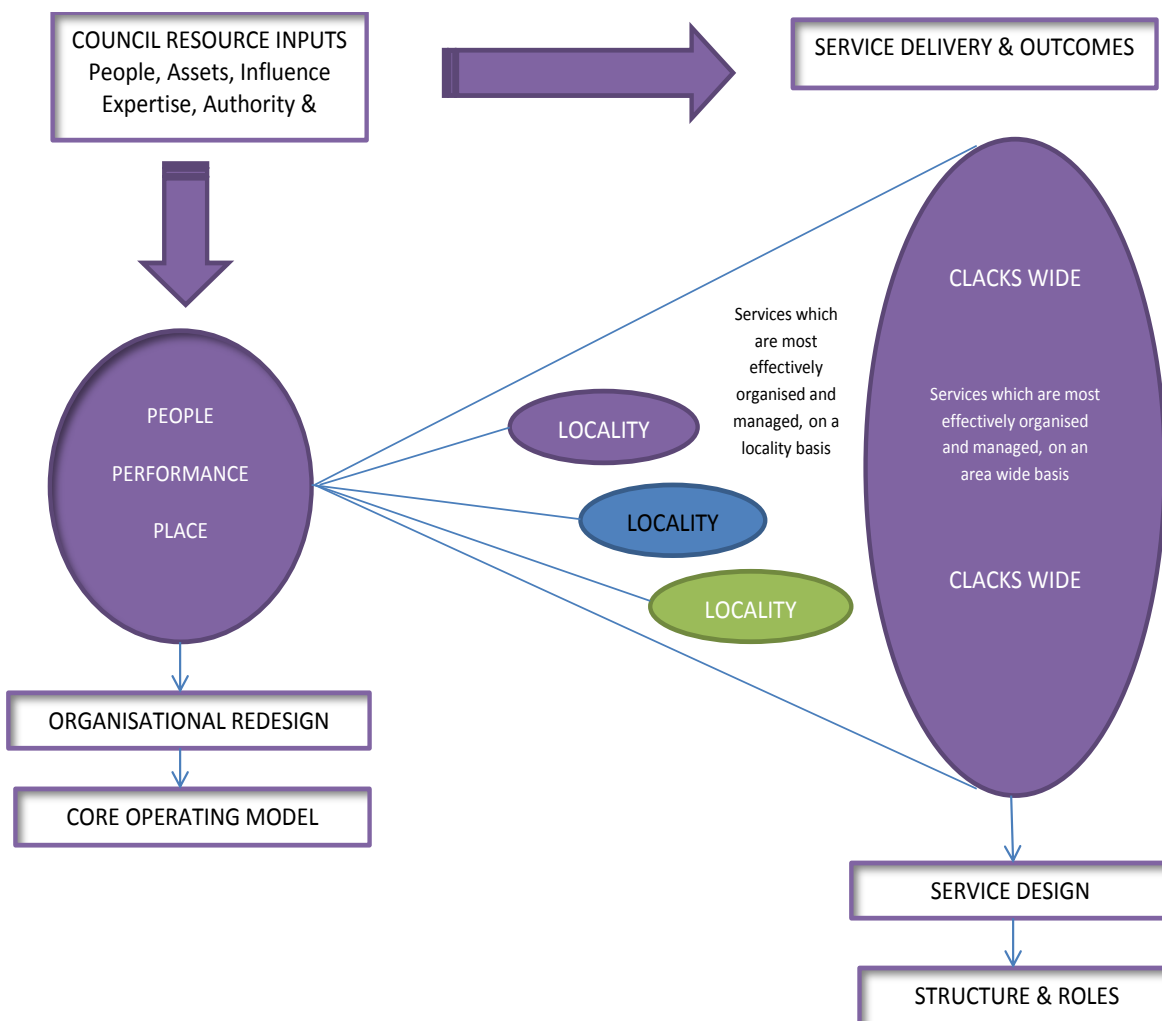 COUNCIL RESOURCE INPUTS
People, Assets, Influence
Expertise, Authority &
SERVICE DELIVERY & OUTCOMES
PEOPLE
PERFORMANCE
PLACE
LOCALITY
LOCALITY
LOCALITY
Services which
are most
effectively
organised and
managed, on a
locality basis
CLACKS WIDE
Services which are most
effectively organised
and managed, on an
area wide basis
CLACKS WIDE
ORGANISATIONAL REDESIGN
CORE OPERATING MODEL
SERVICE DESIGN
STRUCTURE & ROLES